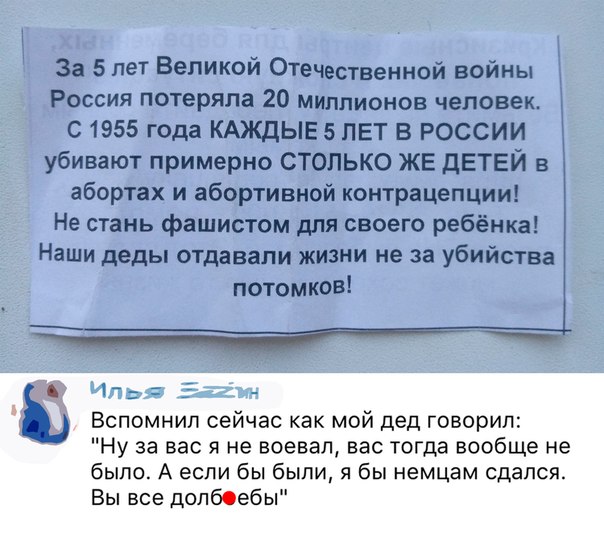 За 5 лет Великой Отечественной войны
Россия потеряла 20 миллионов человек.
С 1955 года КАЖДЫЕ 5 ЛЕТ В РОССИИ
убивают примерно СТОЛЬКО ЖЕ ДЕТЕЙ в
абортах и абортивной контрацепции!
Не стань фашистом для своего ребёнка!
Наши деды отдавали жизни не за убийства
потомков!
Илья
Вспомнил сейчас как мой дед говорил:
"Ну за вас я не воевал, вас тогда вообще не
было. А если бы были, я бы немцам сдался.
Вы все долб●ебы"